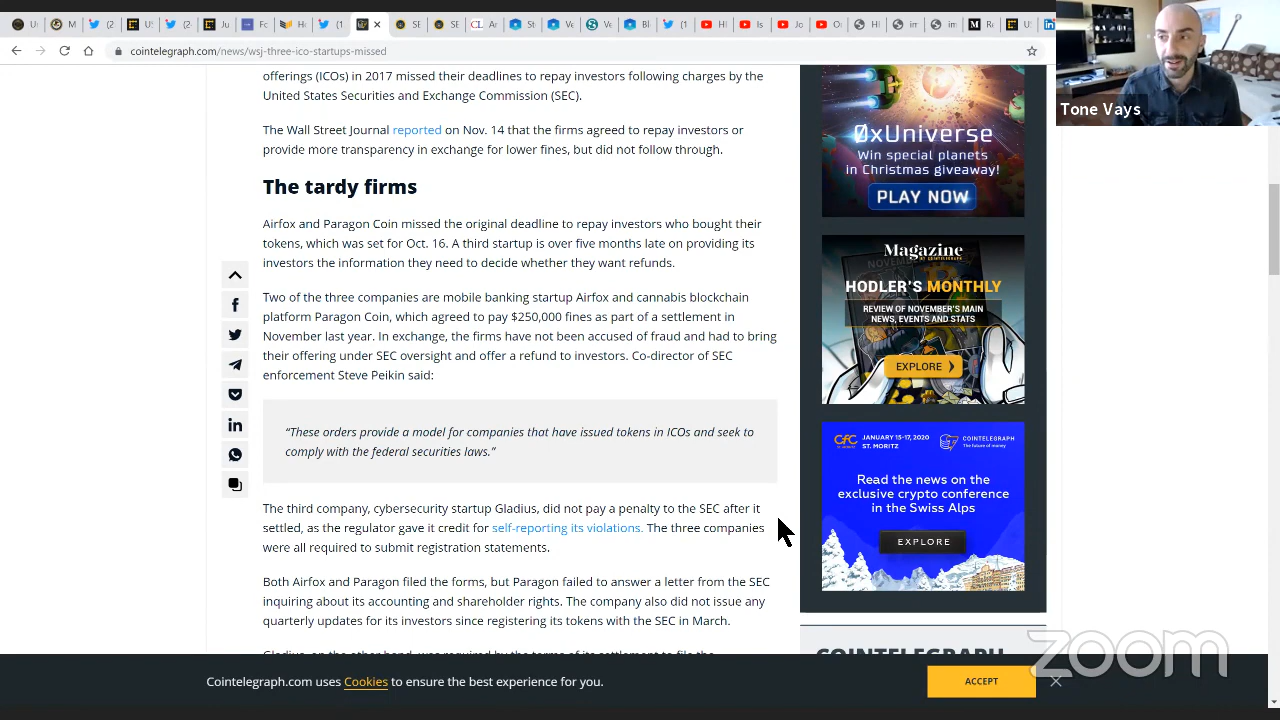 cointelegraph.com/news/wsj-three-ico-startups-missed
Tone Vays
offerings (ICOs) in 2017 missed their deadlines to repay investors following charges by the
United States Securities and Exchange Commission (SEC).
The Wall Street Journal reported on Nov. 14 that the firms agreed to repay investors or
provide more transparency in exchange for lower fines, but did not follow through.
The tardy firms
Airfox and Paragon Coin missed the original deadline to repay investors who bought their
tokens, which was set for Oct. 16. A third startup is over five months late on providing its
investors the information they need to decide whether they want refunds.
Two of the three companies are mobile banking startup Airfox and cannabis blockchain
platform Paragon Coin, which agreed to pay $250,000 fines as part of a settlement in
November last year. In exchange, the firms have not been accused of fraud and had to bring
their offering under SEC oversight and offer a refund to investors. Co-director of SEC
enforcement Steve Peikin said:
“These orders provide a model for companies that have issued tokens in ICOs and seek to
comply with the federal securities laws.”
The third company, cybersecurity startup Gladius, did not pay a penalty to the SEC after it
settled, as the regulator gave it credit for self-reporting its violations. The three companies
were all required to submit registration statements.
Both Airfox and Paragon filed the forms, but Paragon failed to answer a letter from the SEC
inquiring about its accounting and shareholder rights. The company also did not issue any
quarterly updates for its investors since registering its tokens with the SEC in March.
0xUniverse
Win special planets
in Christmas giveaway!
PLAY NOW
Magazine
BY COINTELEGRAPH
HODLER'S MONTHLY
REVIEW OF NOVEMBER'S MAIN
NEWS, EVENTS AND STATS
EXPLORE
CFC
JANUARY 15-17, 2020
ST. MORITZ
COINTELEGRAPH
The future of money
Read the news on the
exclusive crypto conference
in the Swiss Alps
EXPLORE
COINTELEGRAPH
Cointelegraph.com uses Cookies to ensure the best experience for you.
ACCEPT
zoom